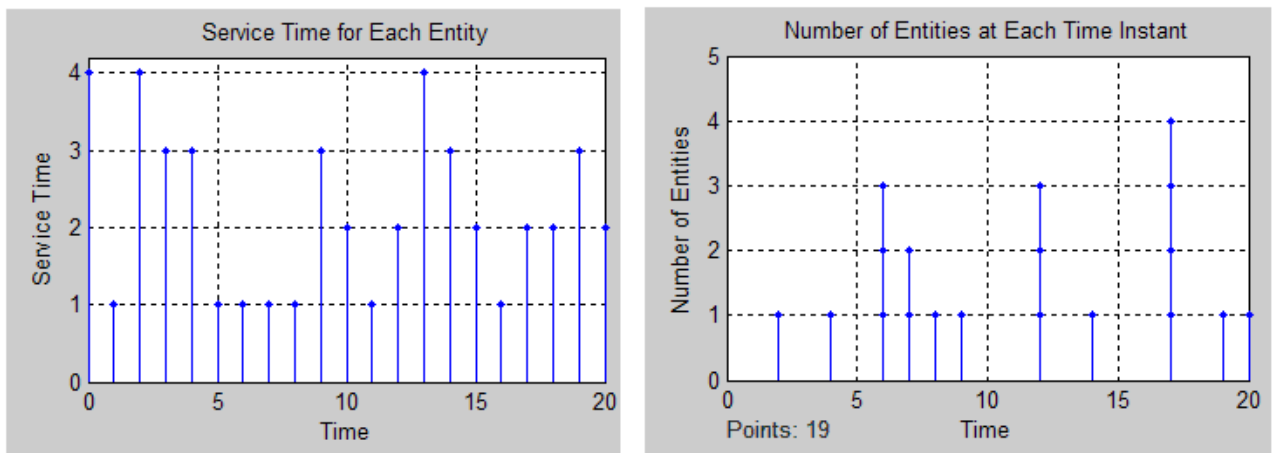 Service Time for Each Entity
4
3
2
1
0
Service Time
0 5 10 15 20
Time
Number of Entities at Each Time Instant
5
4
3
2
1
0
Number of Entities
0 5 10 15 20
Points: 19 Time